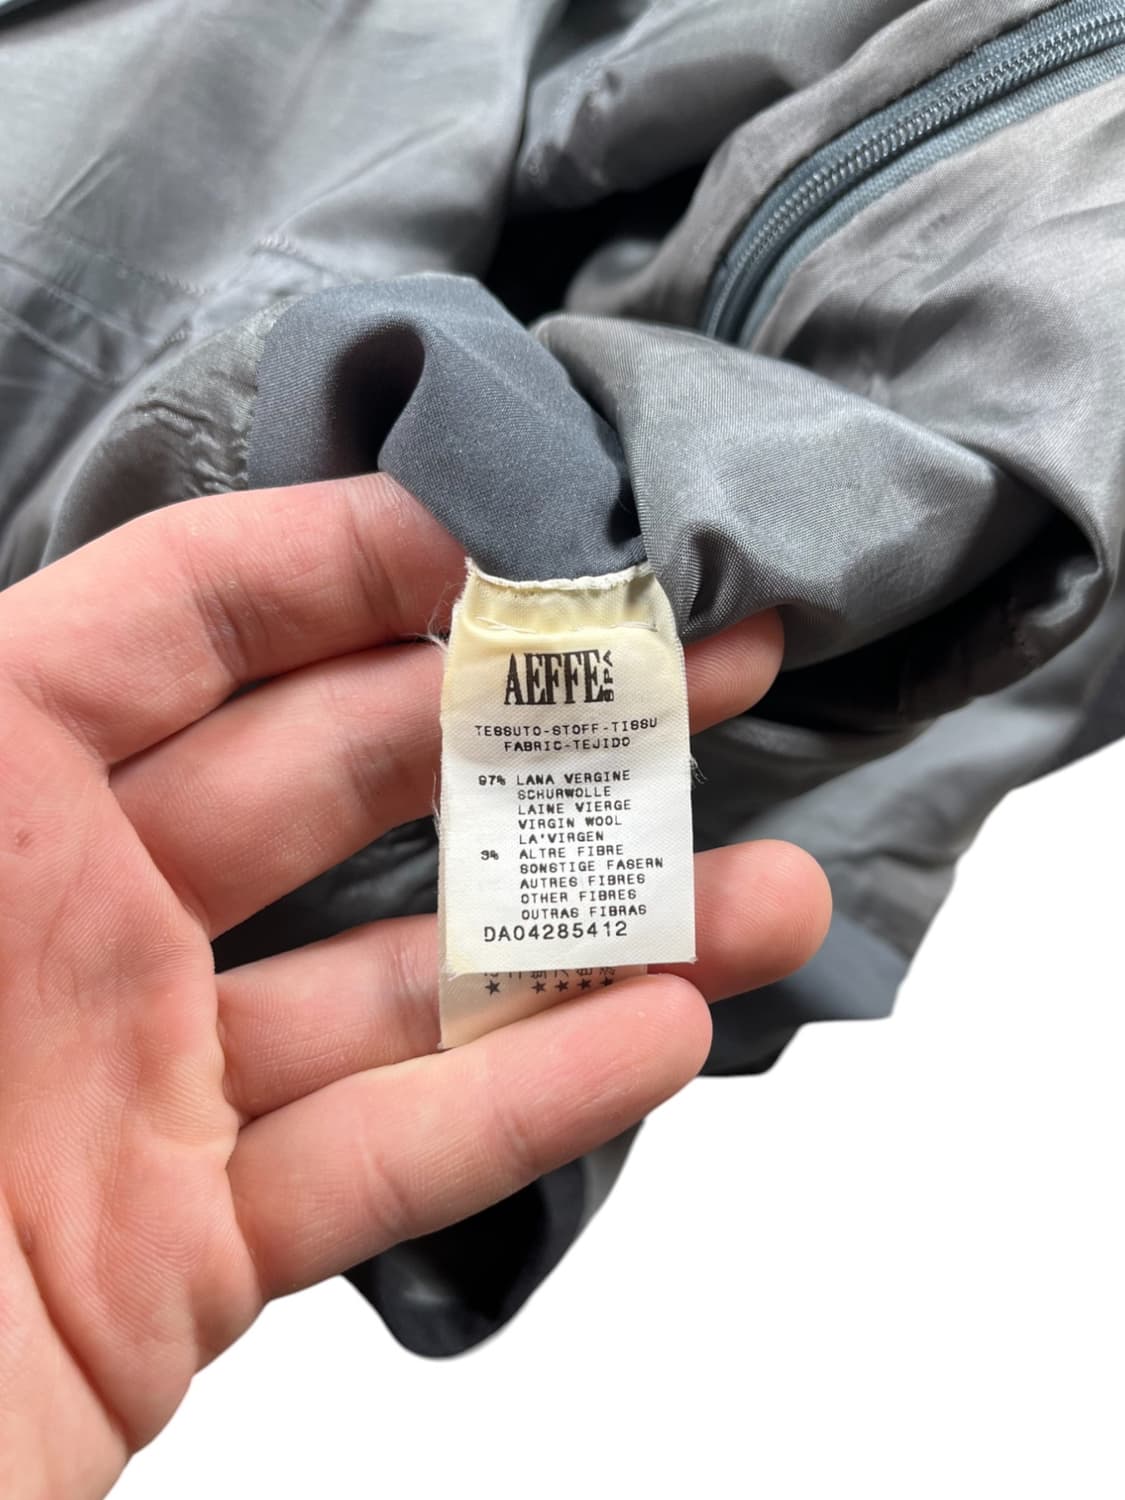 AEFFE SPA
TESSUTO-STOFF-TISSU
FABRIC-TEJIDO
97% LANA VERGINE
SCHURWOLLE
LAINE VIERGE
VIRGIN WOOL
LA'VIRGEN
3% ALTRE FIBRE
SONSTIGE FASERN
AUTRES FIBRES
OTHER FIBRES
OUTRAS FIBRAS
DA04285412